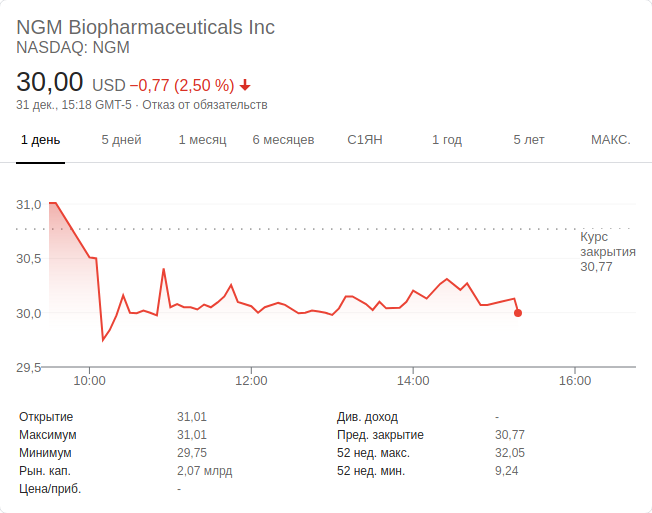 NGM Biopharmaceuticals Inc
NASDAQ: NGM
30,00 USD −0,77 (2,50 %)
31 дек., 15:18 GMT-5 · Отказ от обязательств
1 день 5 дней 1 месяц 6 месяцев С1ЯН 1 год 5 лет МАКС.
31,0
30,5
30,0
29,5
Курс
закрытия
30,77
10:00 12:00 14:00 16:00
Открытие 31,01 Див. доход -
Максимум 31,01 Пред. закрытие 30,77
Минимум 29,75 52 нед. макс. 32,05
Рын. кап. 2,07 млрд 52 нед. мин. 9,24
Цена/приб. -